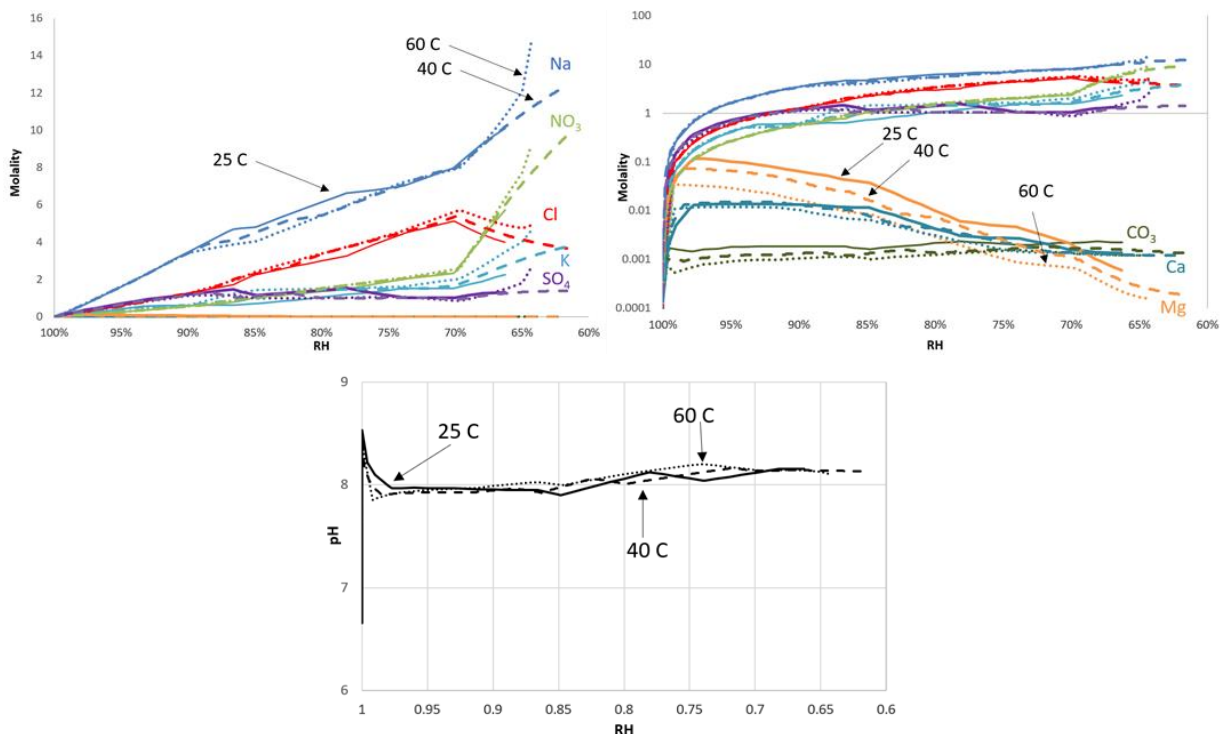 16
14
12
10
8
6
4
2
0
Molality
100% 95% 90% 85% 80% 75% 70% 65% 60%
RH
60 C
40 C
25 C
Na
NO3
Cl
K
SO4
100
10
1
0.1
0.01
0.001
0.0001
Molality
100% 95% 90% 85% 80% 75% 70% 65% 60%
RH
25 C
40 C
60 C
CO3
Ca
Mg
9
8
7
6
pH
1 0.95 0.9 0.85 0.8 0.75 0.7 0.65 0.6
RH
25 C
60 C
40 C